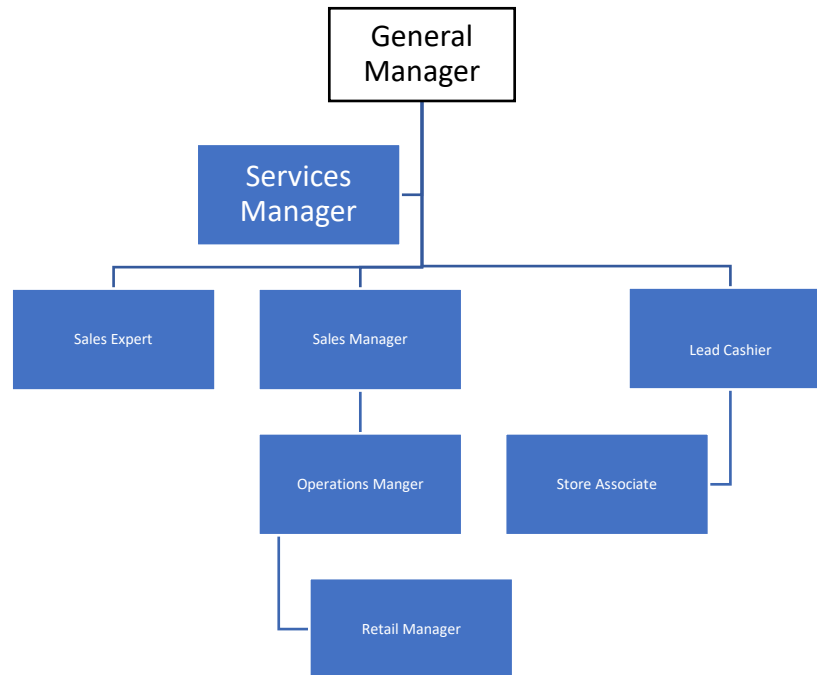 General
Manager
Services
Manager
Sales Expert
Sales Manager
Lead Cashier
Operations Manger
Store Associate
Retail Manager